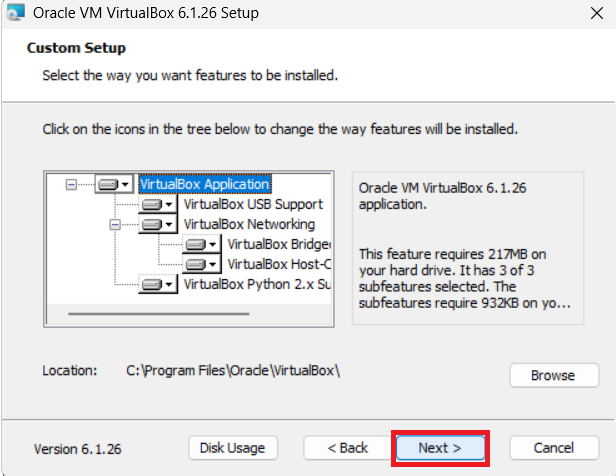 Oracle VM VirtualBox 6.1.26 Setup
Custom Setup
Select the way you want features to be installed.
Click on the icons in the tree below to change the way features will be installed.
VirtualBox Application
VirtualBox USB Support
VirtualBox Networking
VirtualBox Bridge
VirtualBox Host-C
VirtualBox Python 2.x Su
Oracle VM VirtualBox 6.1.26
application.
This feature requires 217MB on
your hard drive. It has 3 of 3
subfeatures selected. The
subfeatures require 932KB on yo...
Location: C:\Program Files\Oracle\VirtualBox\
Browse
Version 6.1.26
Disk Usage
< Back
Next >
Cancel